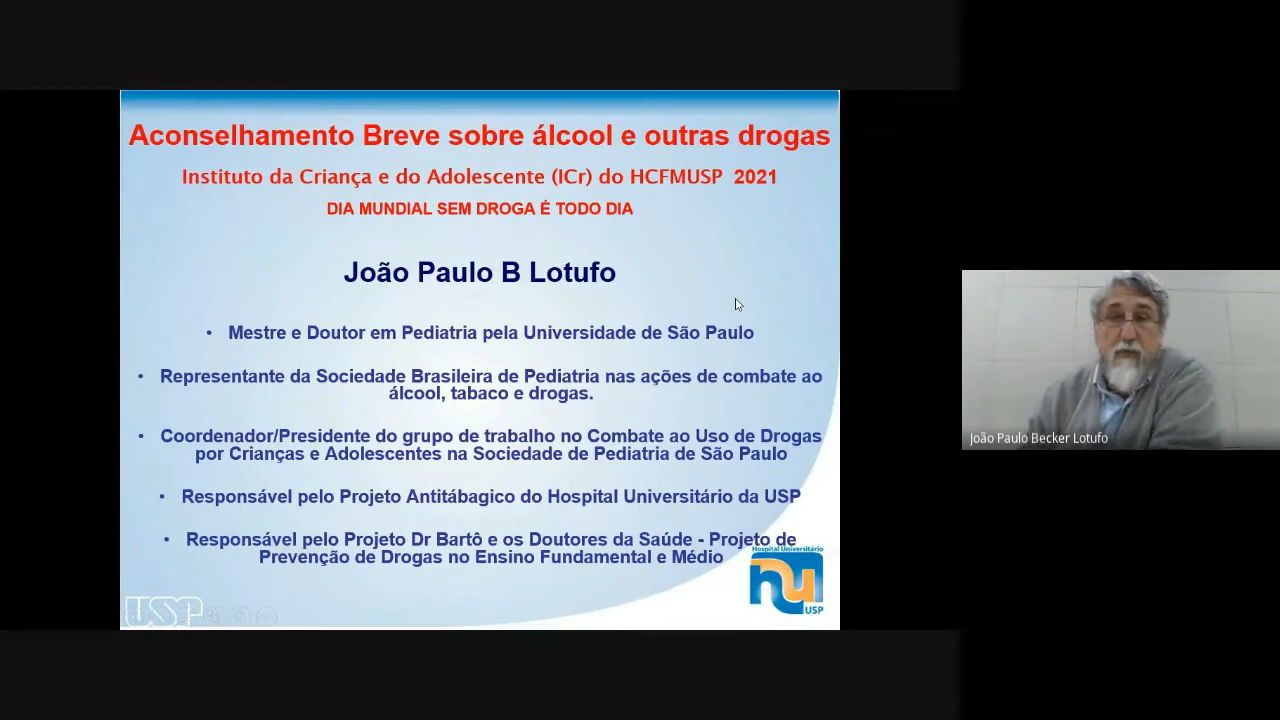 Aconselhamento Breve sobre álcool e outras drogas
Instituto da Criança e do Adolescente (ICr) do HCFMUSP 2021
DIA MUNDIAL SEM DROGA É TODO DIA
João Paulo B Lotufo
• Mestre e Doutor em Pediatria pela Universidade de São Paulo
• Representante da Sociedade Brasileira de Pediatria nas ações de combate ao
álcool, tabaco e drogas.
• Coordenador/Presidente do grupo de trabalho no Combate ao Uso de Drogas
por Crianças e Adolescentes na Sociedade de Pediatria de São Paulo
• Responsável pelo Projeto Antitábagico do Hospital Universitário da USP
• Responsável pelo Projeto Dr Bartô e os Doutores da Saúde - Projeto de
Prevenção de Drogas no Ensino Fundamental e Médio
Hospital Universitário
hu
USP
USP
João Paulo Becker Lotufo